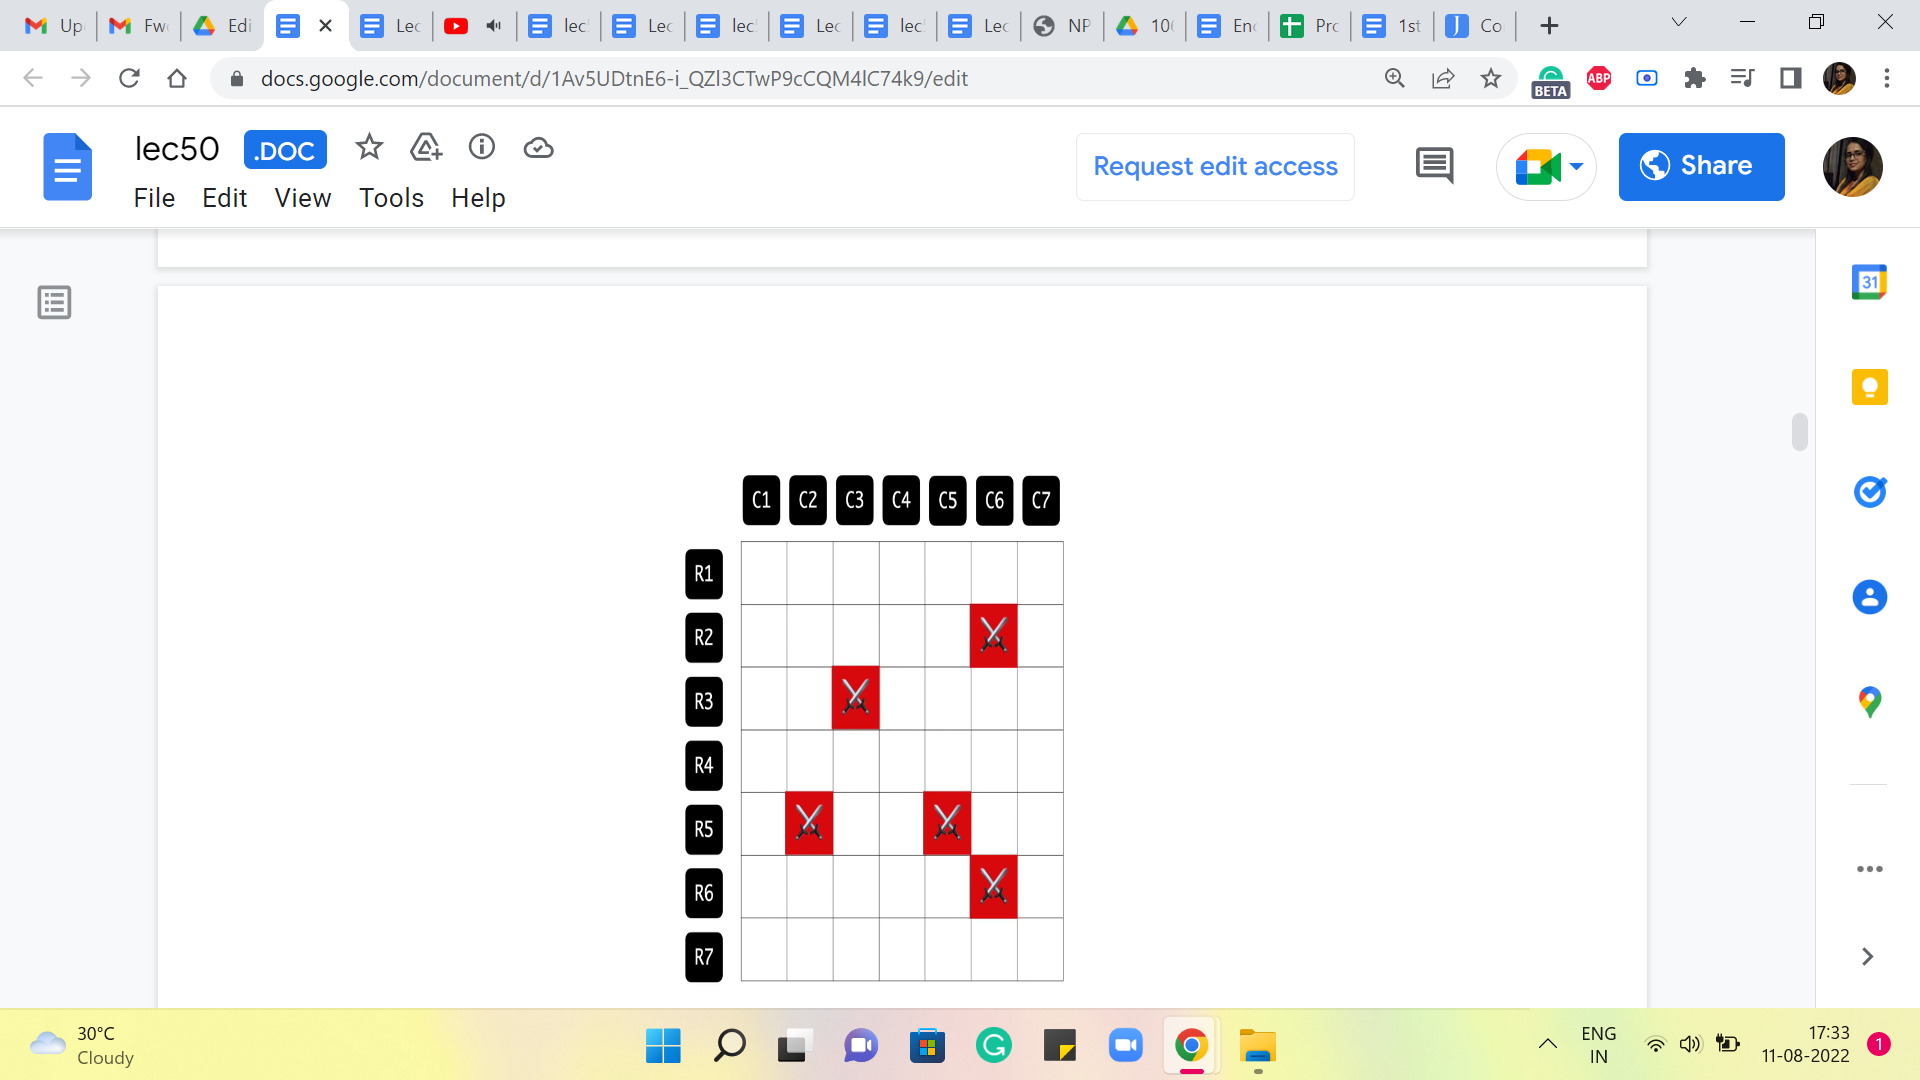 Up
Fwd
Edi
Lec
lec
Lec
lec
Lec
lec
Lec
NP
10
Enc
Pro
1st
Co
docs.google.com/document/d/1Av5UDtnE6-i_QZl3CTwP9cCQM4lC74k9/edit
BETA
ABP
lec50 .DOC
File Edit View Tools Help
Request edit access
Share
31
C1 C2 C3 C4 C5 C6 C7
R1
R2
R3
R4
R5
R6
R7
30°C
Cloudy
ENG
IN
17:33
11-08-2022
1